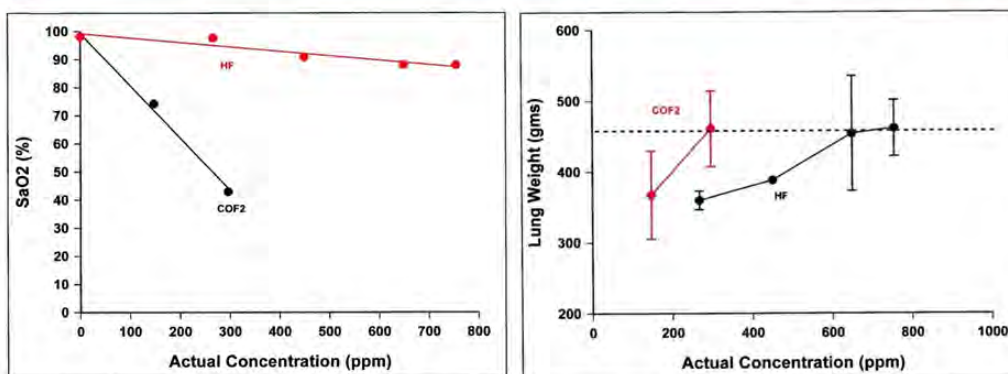 SaO2 (%)
100
90
80
70
60
50
40
30
20
10
0
HF
COF2
0 100 200 300 400 500 600 700 800
Actual Concentration (ppm)
Lung Weight (gms)
600
500
400
300
200
COF2
HF
0 200 400 600 800 1000
Actual Concentration (ppm)